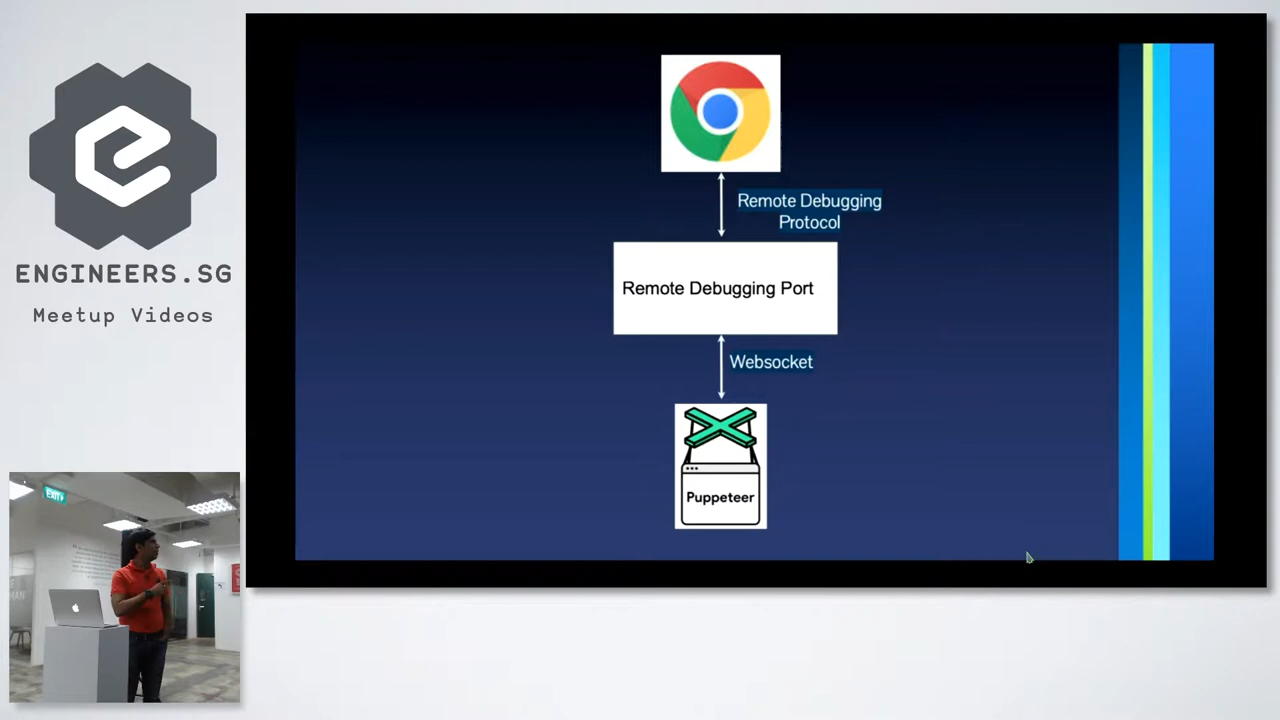 ENGINEERS.SG
Meetup Videos
Remote Debugging
Protocol
Remote Debugging Port
Websocket
Puppeteer
EXIT